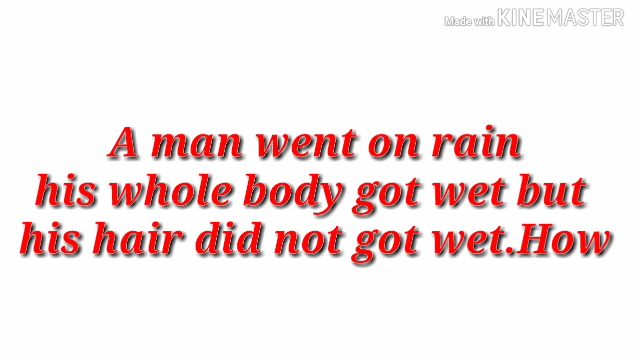 Made with KINEMASTER
A man went on rain
his whole body got wet but
his hair did not got wet.How